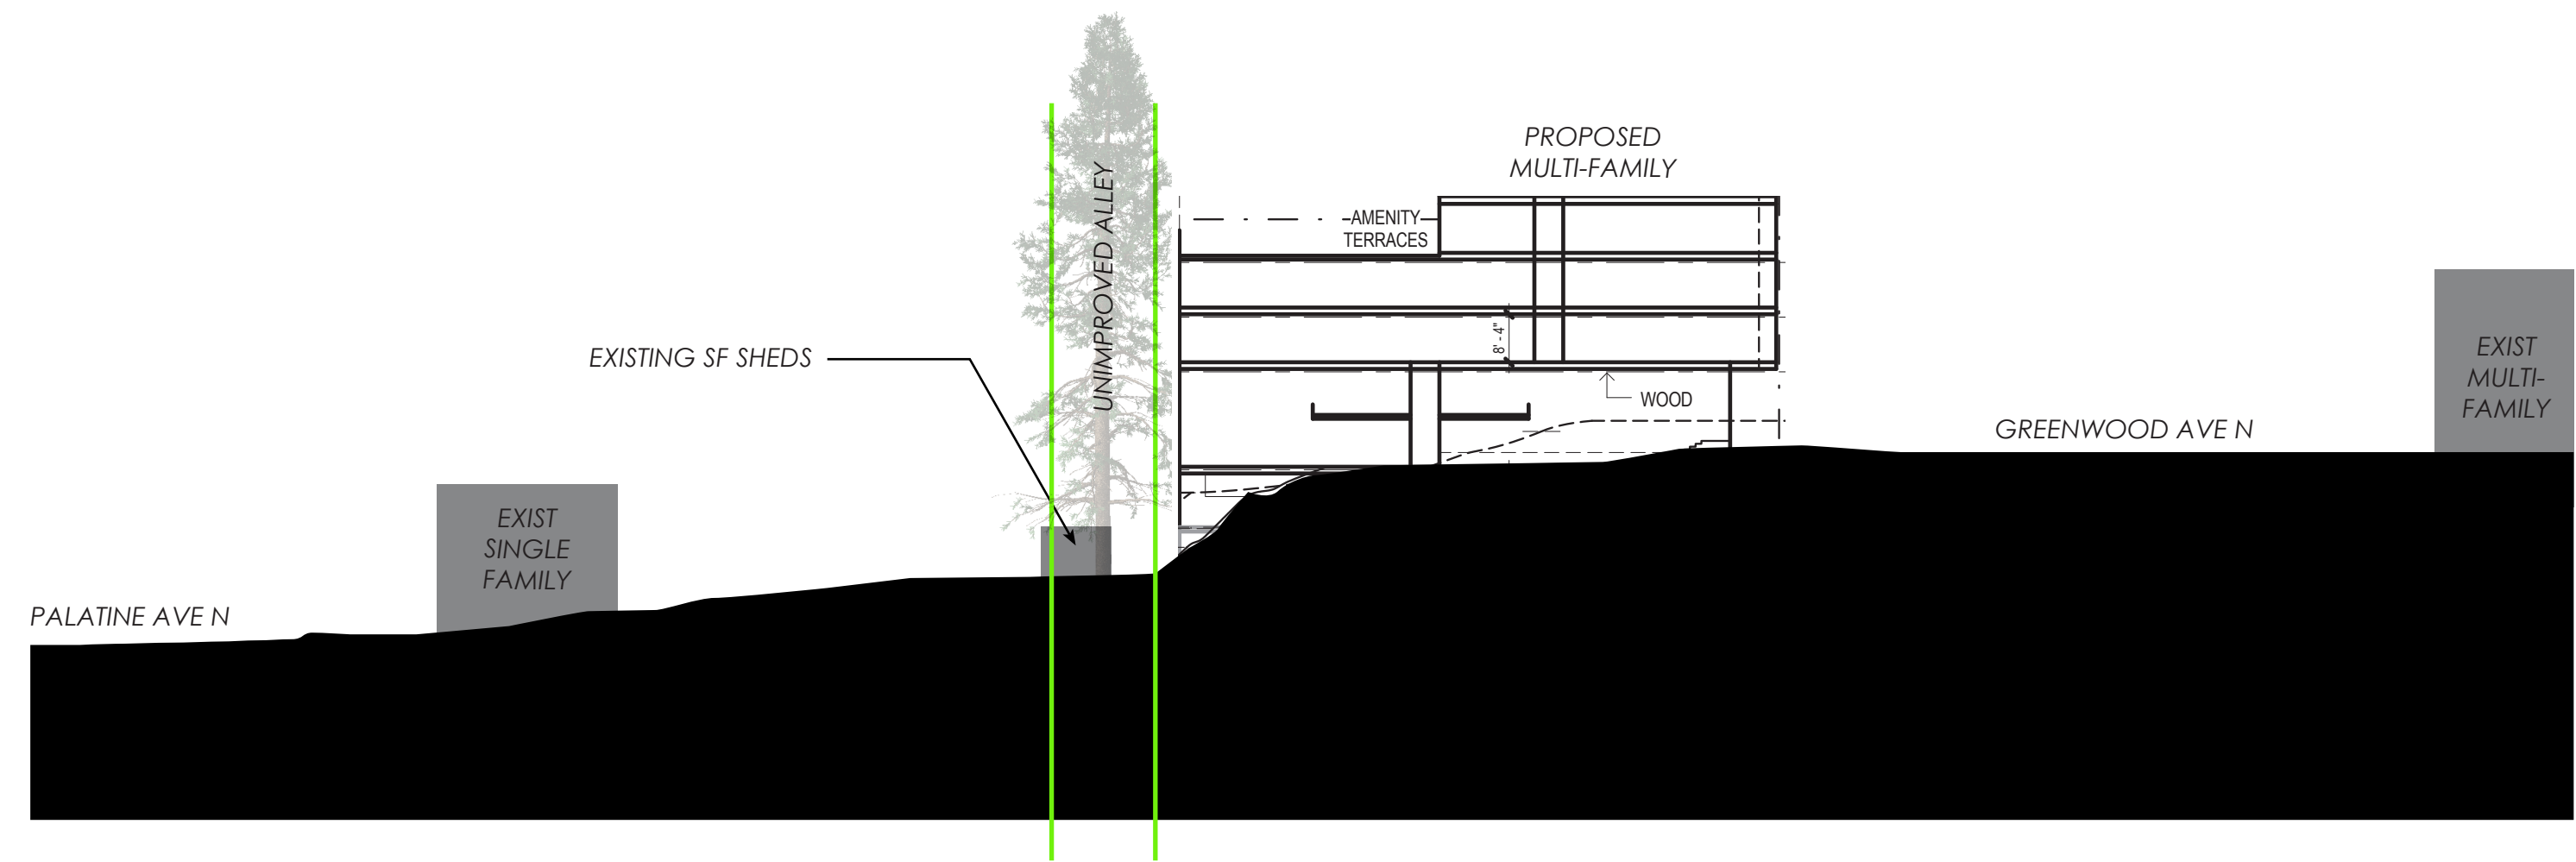 PROPOSED
MULTI-FAMILY
UNIMPROVED ALLEY
AMENITY
TERRACES
8' - 4"
EXISTING SF SHEDS
WOOD
EXIST
MULTI-
FAMILY
GREENWOOD AVE N
EXIST
SINGLE
FAMILY
PALATINE AVE N